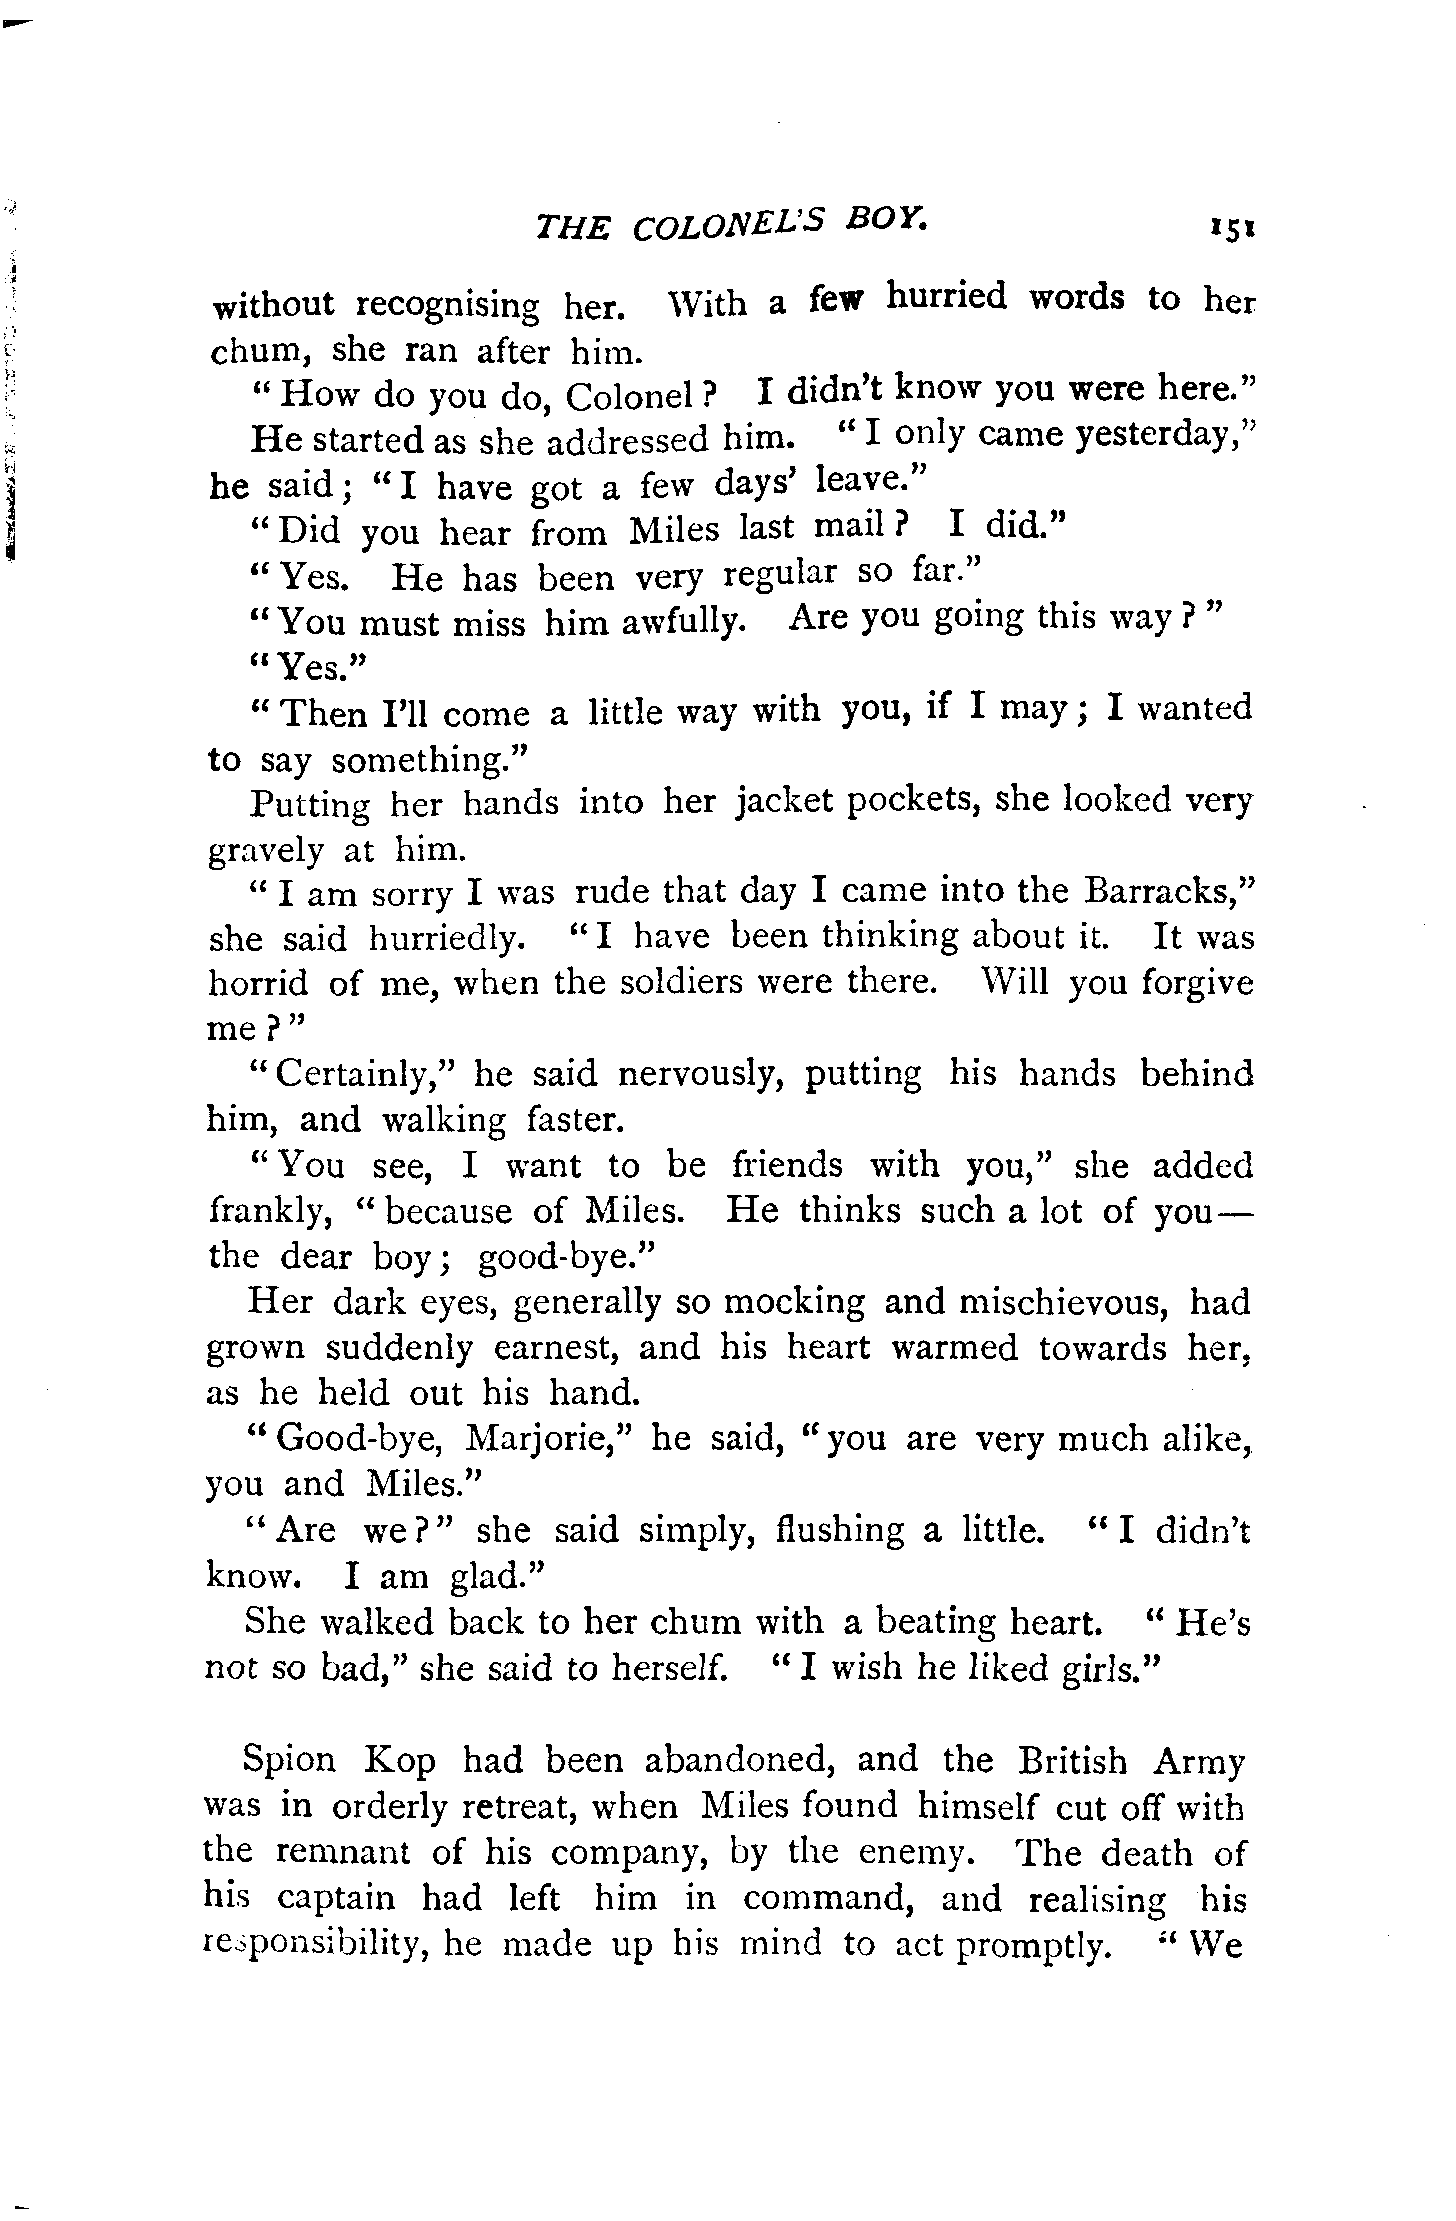 THE COLONEL'S BOY. 151
without recognising her. With a few hurried words to her
chum, she ran after him.
“How do you do, Colonel? I didn't know you were here.”
He started as she addressed him. “I only came yesterday,”
he said; “I have got a few days' leave.”
“Did you hear from Miles last mail? I did.”
“Yes. He has been very regular so far.”
“You must miss him awfully. Are you going this way?”
“Yes.”
“Then I'll come a little way with you, if I may; I wanted
to say something.”
Putting her hands into her jacket pockets, she looked very
gravely at him.
“I am sorry I was rude that day I came into the Barracks,”
she said hurriedly. “I have been thinking about it. It was
horrid of me, when the soldiers were there. Will you forgive
me?”
“Certainly,” he said nervously, putting his hands behind
him, and walking faster.
“You see, I want to be friends with you,” she added
frankly, “because of Miles. He thinks such a lot of you—
the dear boy; good-bye.”
Her dark eyes, generally so mocking and mischievous, had
grown suddenly earnest, and his heart warmed towards her,
as he held out his hand.
“Good-bye, Marjorie,” he said, “you are very much alike,
you and Miles.”
“Are we?” she said simply, flushing a little. “I didn't
know. I am glad.”
She walked back to her chum with a beating heart. “He's
not so bad,” she said to herself. “I wish he liked girls.”
Spion Kop had been abandoned, and the British Army
was in orderly retreat, when Miles found himself cut off with
the remnant of his company, by the enemy. The death of
his captain had left him in command, and realising his
responsibility, he made up his mind to act promptly. “We